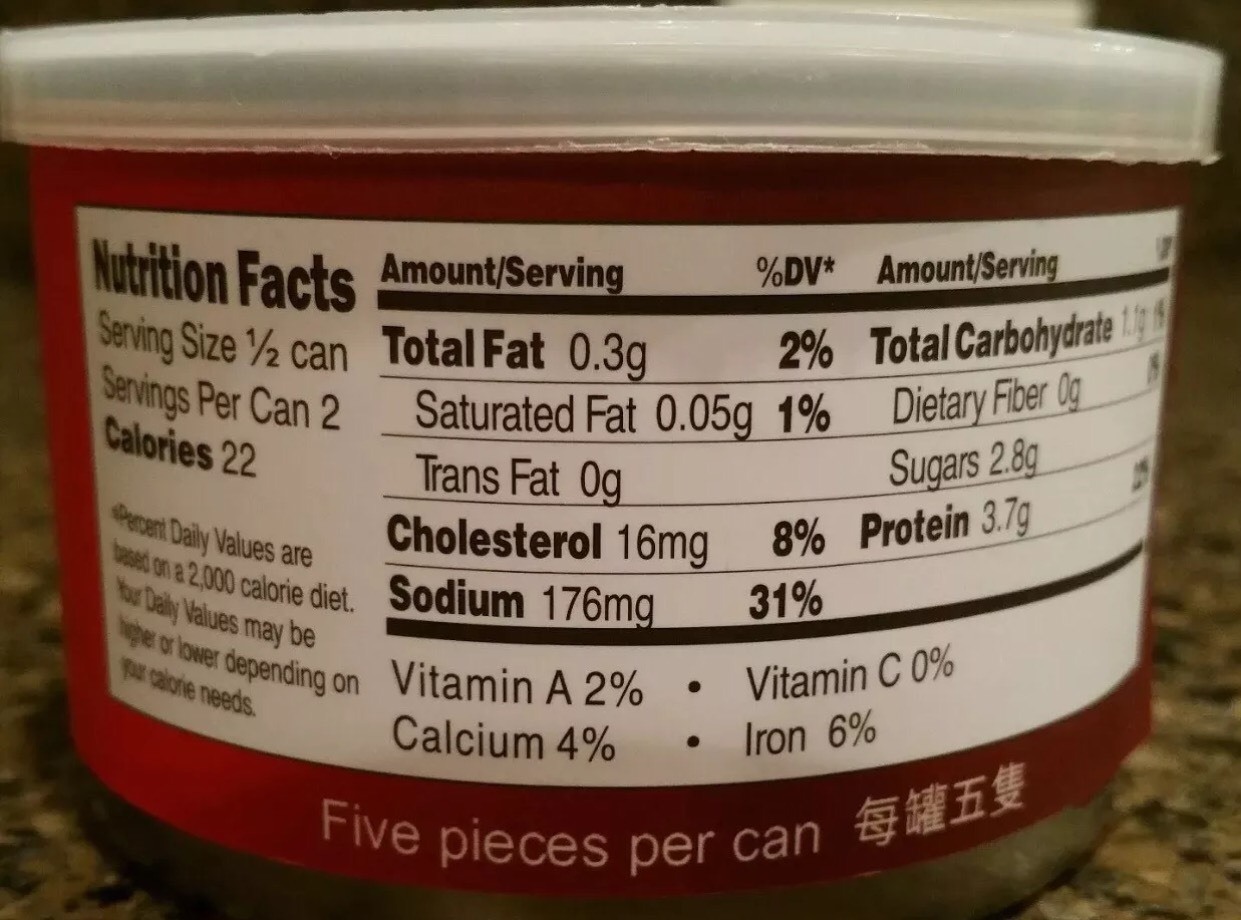 Nutrition Facts
Serving Size ½ can
Servings Per Can 2
Calories 22
*Percent Daily Values are
based on a 2,000 calorie diet.
Your Daily Values may be
higher or lower depending on
your calorie needs.
Amount/Serving %DV* Amount/Serving
Total Fat 0.3g 2% Total Carbohydrate 1.1g
Saturated Fat 0.05g 1% Dietary Fiber 0g
Trans Fat 0g Sugars 2.8g
Cholesterol 16mg 8% Protein 3.7g
Sodium 176mg 31%
Vitamin A 2% • Vitamin C 0%
Calcium 4% • Iron 6%
Five pieces per can 每罐五隻